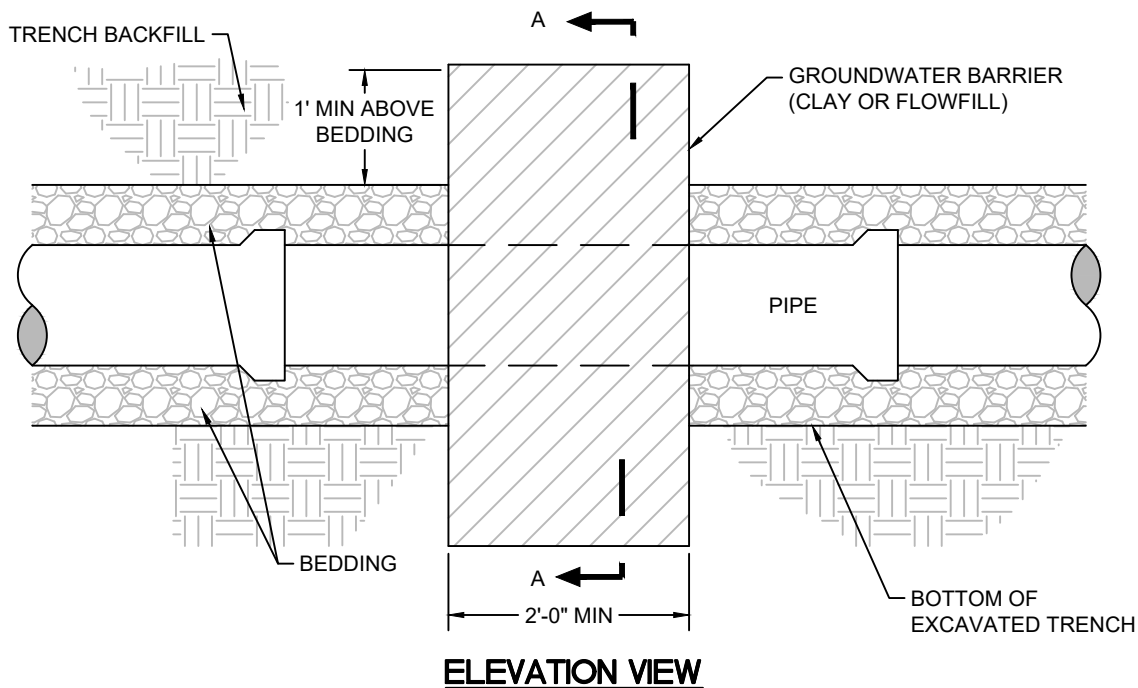 A
TRENCH BACKFILL
1' MIN ABOVE
BEDDING
GROUNDWATER BARRIER
(CLAY OR FLOWFILL)
PIPE
BEDDING
A
2'-0" MIN
BOTTOM OF
EXCAVATED TRENCH
ELEVATION VIEW